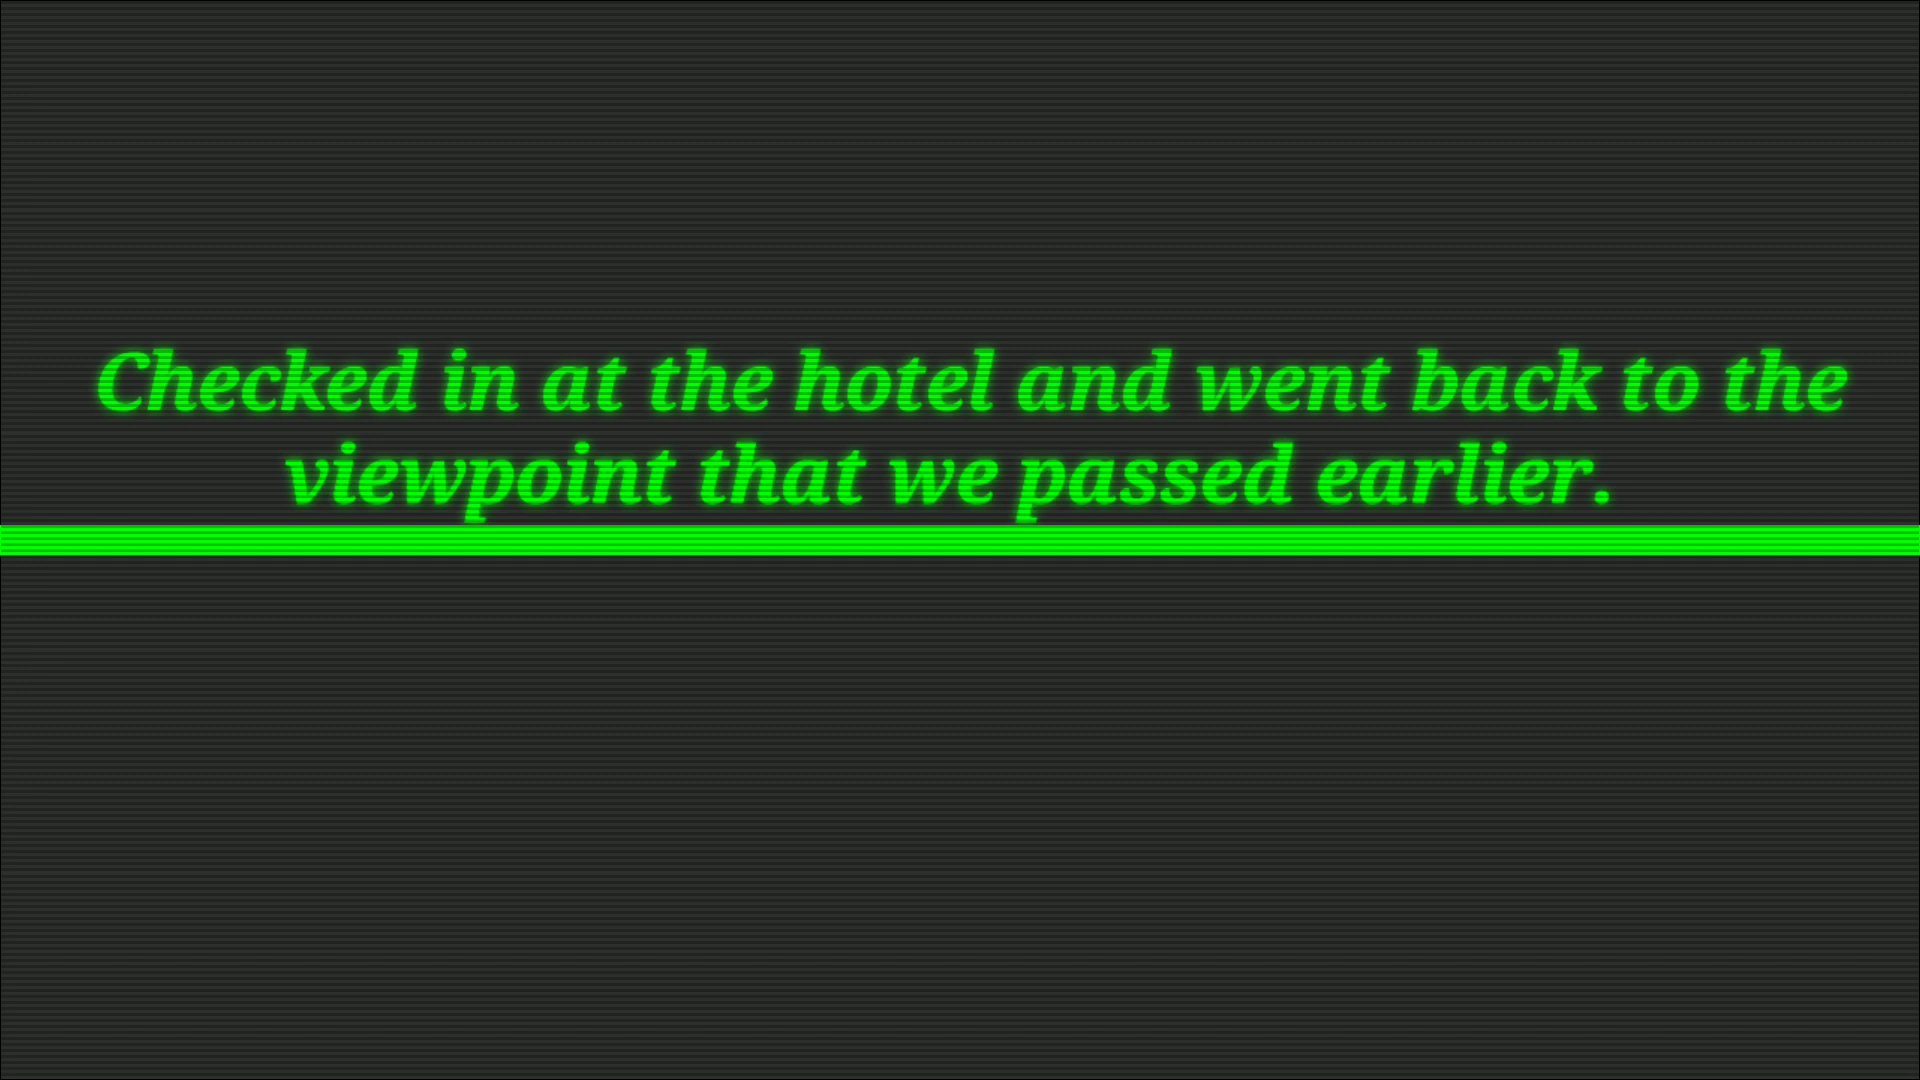 Checked in at the hotel and went back to the
viewpoint that we passed earlier.